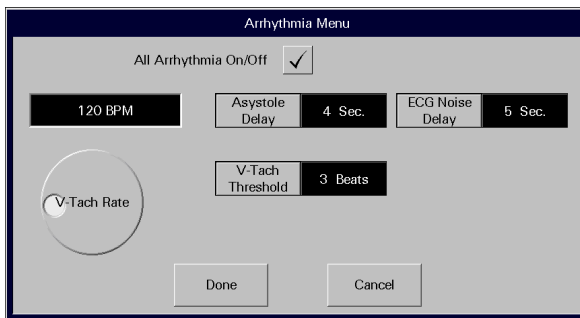 Arrhythmia Menu
All Arrhythmia On/Off
120 BPM
Asystole
Delay
4 Sec.
ECG Noise
Delay
5 Sec.
V-Tach Rate
V-Tach
Threshold
3 Beats
Done
Cancel